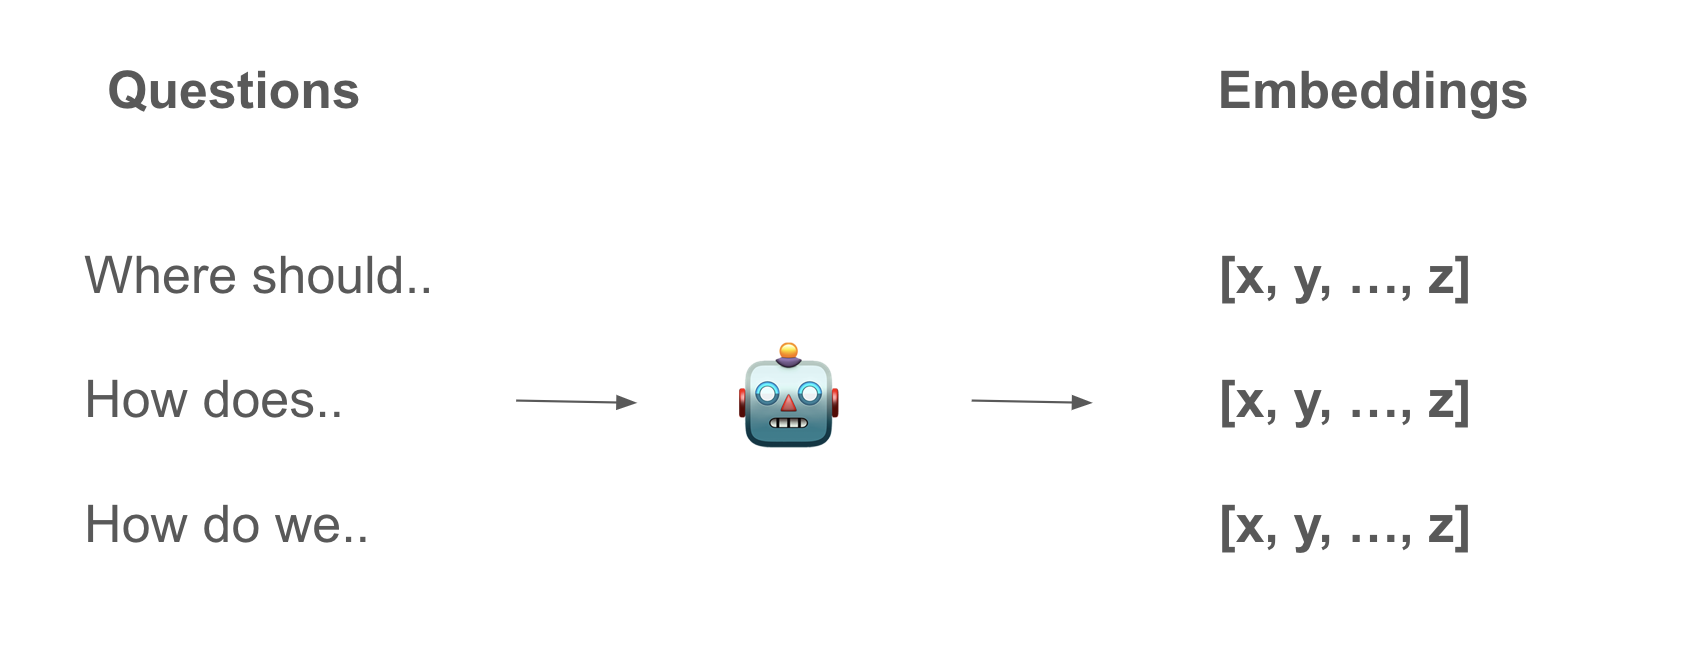 Questions
Embeddings
Where should..
[x, y, …, z]
How does..
[x, y, …, z]
How do we..
[x, y, …, z]